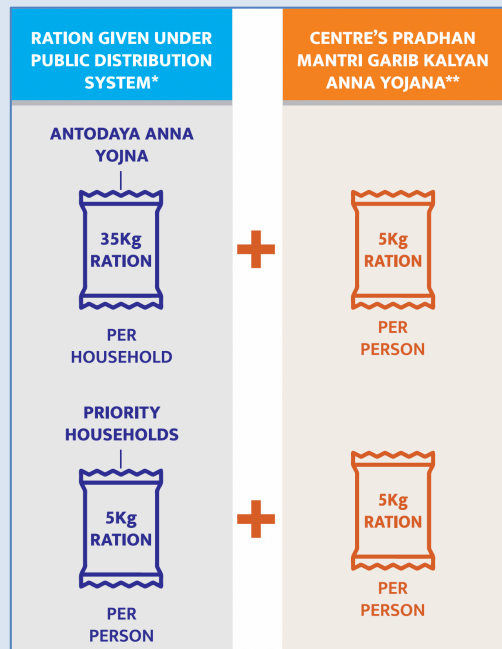 RATION GIVEN UNDER
PUBLIC DISTRIBUTION
SYSTEM*
CENTRE'S PRADHAN
MANTRI GARIB KALYAN
ANNA YOJANA**
ANTODAYA ANNA
YOJNA
35Kg
RATION
PER
HOUSEHOLD
+
5Kg
RATION
PER
PERSON
PRIORITY
HOUSEHOLDS
5Kg
RATION
PER
PERSON
+
5Kg
RATION
PER
PERSON